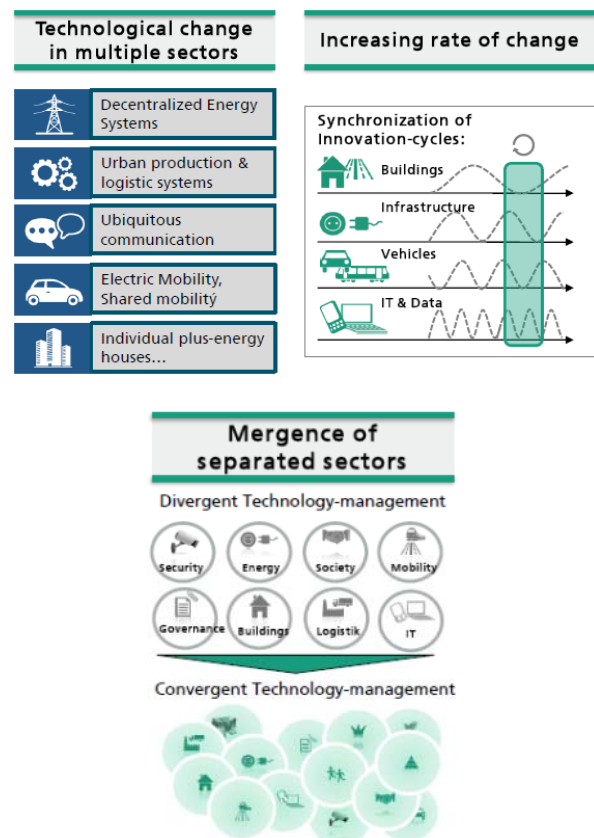 Technological change
in multiple sectors
Decentralized Energy
Systems
Urban production &
logistic systems
Ubiquitous
communication
Electric Mobility,
Shared mobilitý
Individual plus-energy
houses...
Increasing rate of change
Synchronization of
Innovation-cycles:
Buildings
Infrastructure
Vehicles
IT & Data
Mergence of
separated sectors
Divergent Technology-management
Security
Energy
Society
Mobility
Governance
Buildings
Logistik
IT
Convergent Technology-management